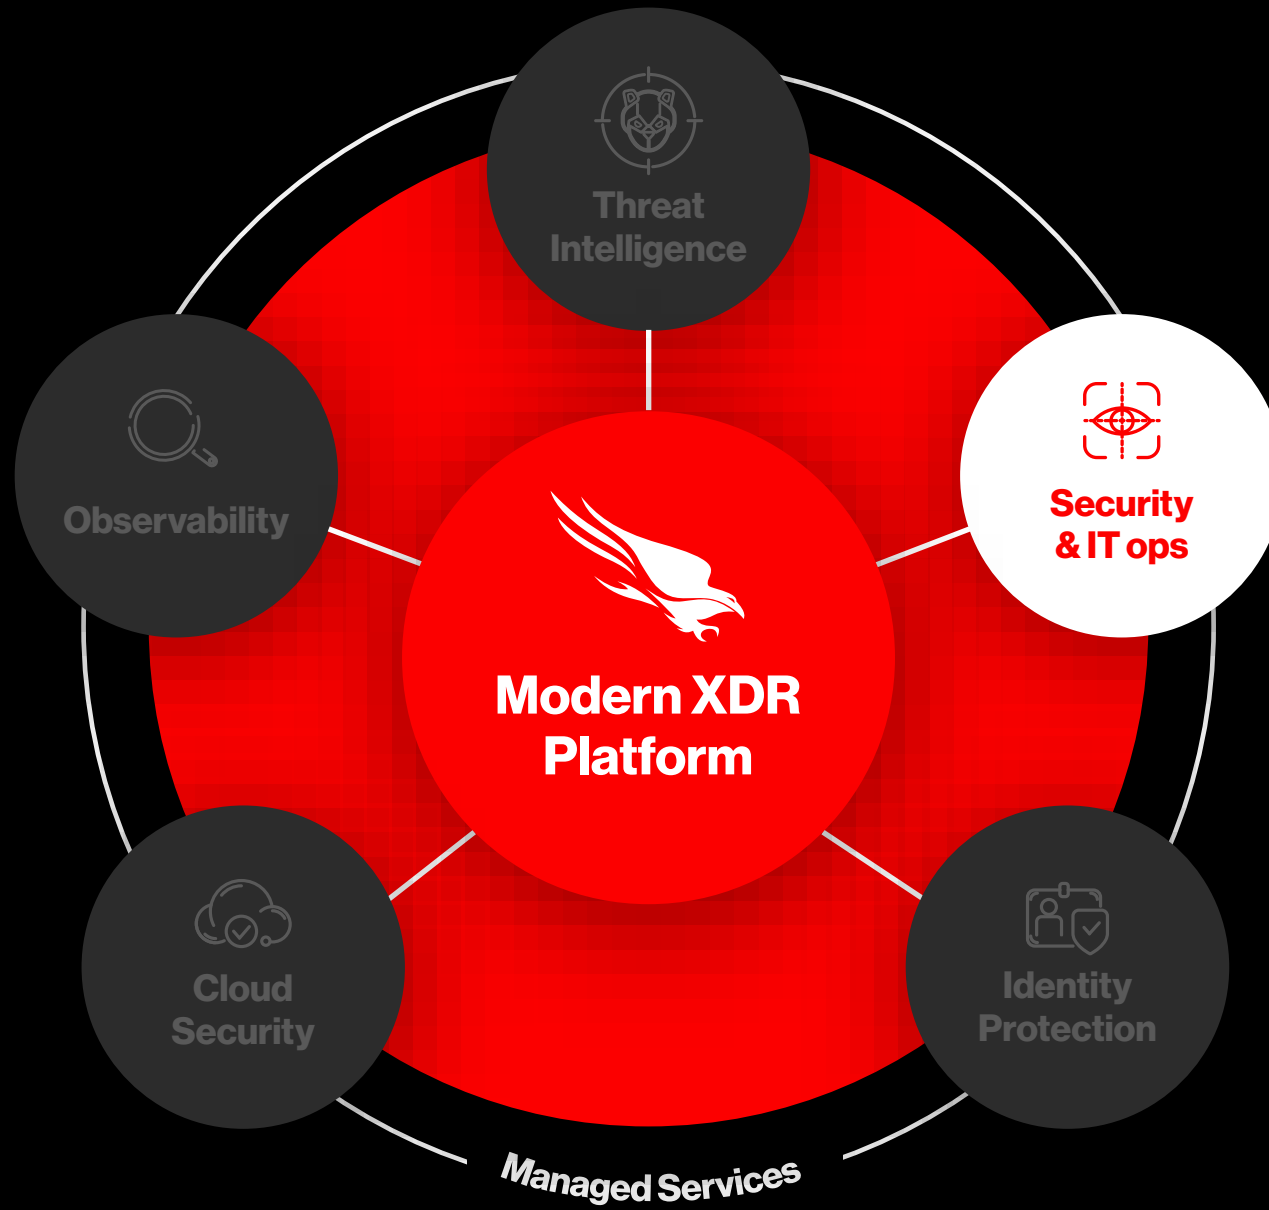 Threat
Intelligence
Observability
Security
& IT ops
Modern XDR
Platform
Cloud
Security
Identity
Protection
Managed Services